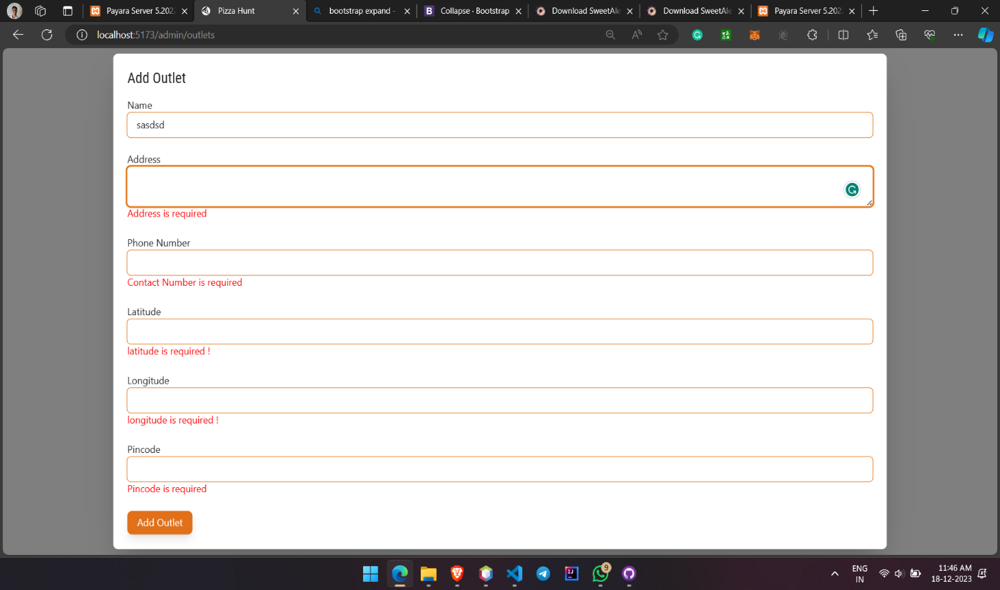 Payara Server 5.202
Pizza Hunt
bootstrap expand -
Collapse · Bootstrap
Download SweetAle
Download SweetAle
Payara Server 5.202
localhost:5173/admin/outlets
Add Outlet
Name
sasdsd
Address
Address is required
Phone Number
Contact Number is required
Latitude
latitude is required !
Longitude
longitude is required !
Pincode
Pincode is required
Add Outlet
9
ENG
IN
11:46 AM
18-12-2023